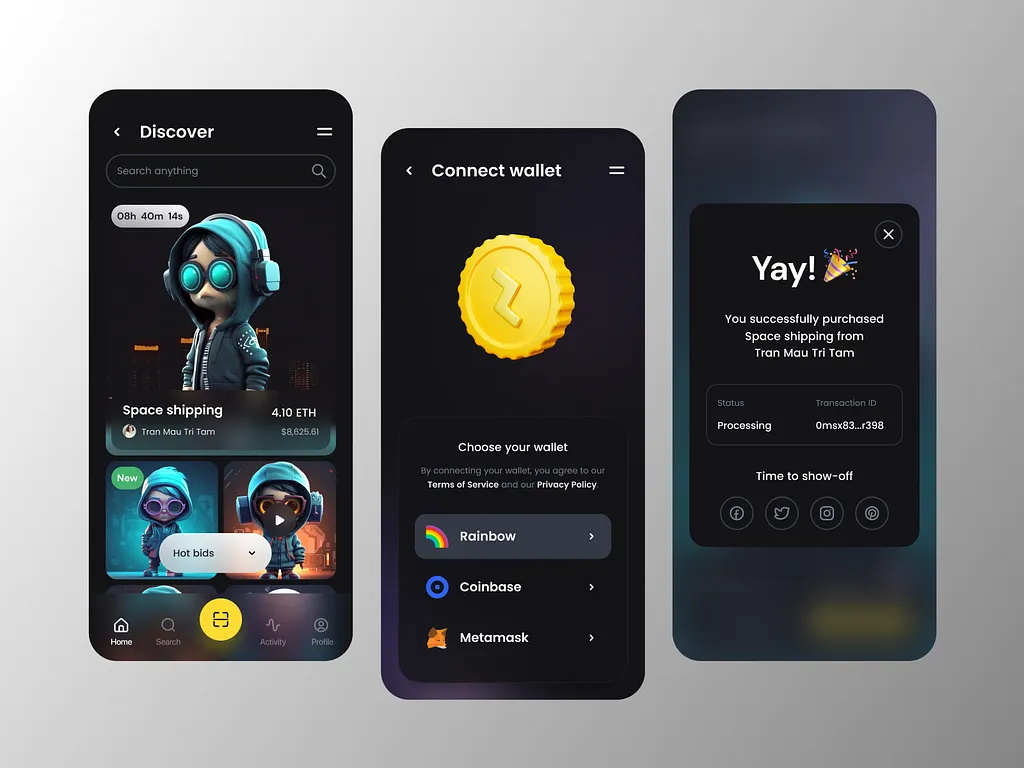 Discover
Search anything
08h 40m 14s
Space shipping
4.10 ETH
Tran Mau Tri Tam
$8,625.61
New
Hot bids
Home
Search
Activity
Profile
Connect wallet
Choose your wallet
By connecting your wallet, you agree to our
Terms of Service and our Privacy Policy.
Rainbow
Coinbase
Metamask
Yay!
You successfully purchased
Space shipping from
Tran Mau Tri Tam
Status
Transaction ID
Processing
0msx83...r398
Time to show-off